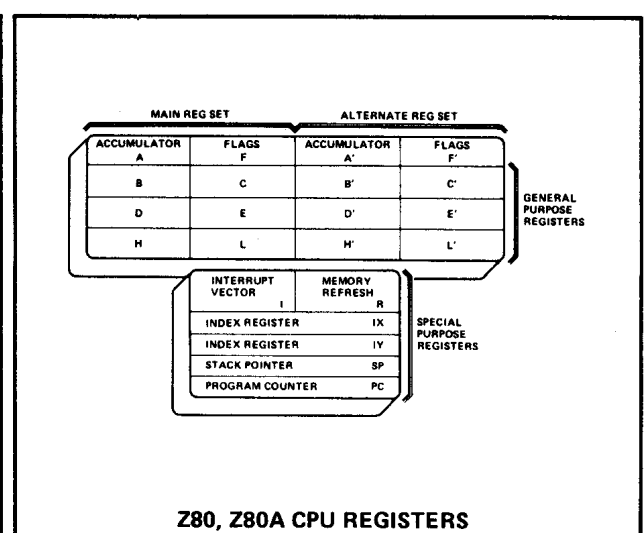 MAIN REG SET ALTERNATE REG SET
ACCUMULATOR FLAGS ACCUMULATOR FLAGS
A F A' F'
B C B' C'
D E D' E'
H L H' L'
GENERAL
PURPOSE
REGISTERS
INTERRUPT MEMORY
VECTOR REFRESH
I R
INDEX REGISTER IX
INDEX REGISTER IY
STACK POINTER SP
PROGRAM COUNTER PC
SPECIAL
PURPOSE
REGISTERS
Z80, Z80A CPU REGISTERS